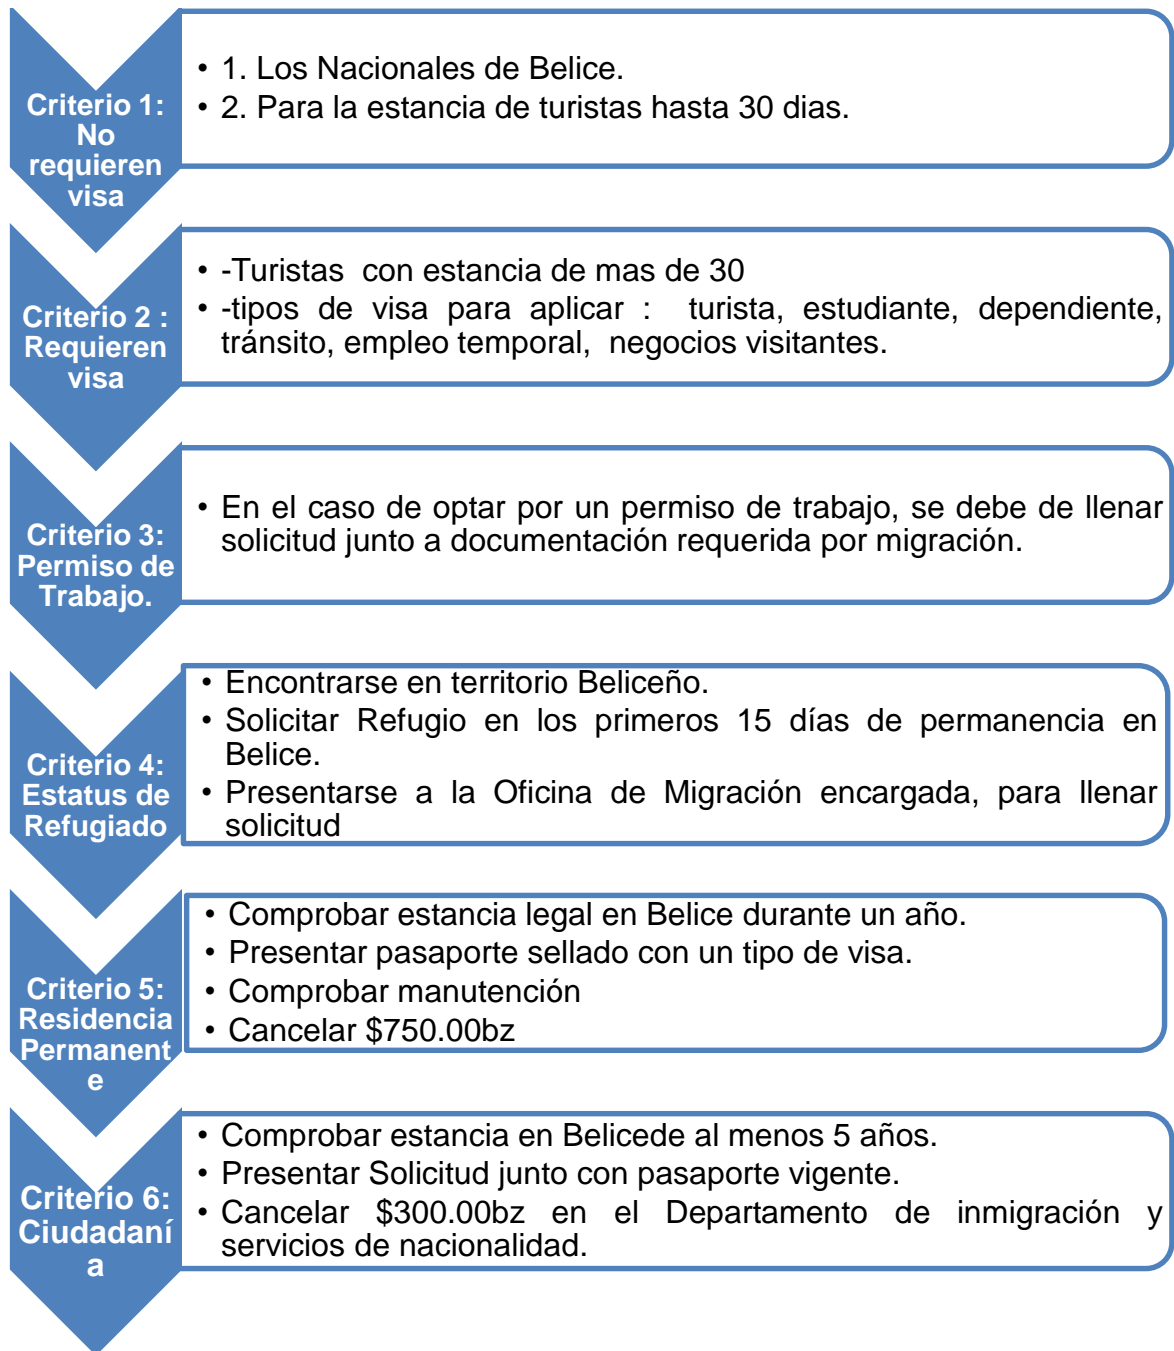 Criterio 1:
No
requieren
visa
• 1. Los Nacionales de Belice.
• 2. Para la estancia de turistas hasta 30 dias.
Criterio 2 :
Requieren
visa
• -Turistas con estancia de mas de 30
• -tipos de visa para aplicar : turista, estudiante, dependiente,
tránsito, empleo temporal, negocios visitantes.
Criterio 3:
Permiso de
Trabajo.
• En el caso de optar por un permiso de trabajo, se debe de llenar
solicitud junto a documentación requerida por migración.
Criterio 4:
Estatus de
Refugiado
• Encontrarse en territorio Beliceño.
• Solicitar Refugio en los primeros 15 días de permanencia en
Belice.
• Presentarse a la Oficina de Migración encargada, para llenar
solicitud
Criterio 5:
Residencia
Permanent
e
• Comprobar estancia legal en Belice durante un año.
• Presentar pasaporte sellado con un tipo de visa.
• Comprobar manutención
• Cancelar $750.00bz
Criterio 6:
Ciudadaní
a
• Comprobar estancia en Belicede al menos 5 años.
• Presentar Solicitud junto con pasaporte vigente.
• Cancelar $300.00bz en el Departamento de inmigración y
servicios de nacionalidad.